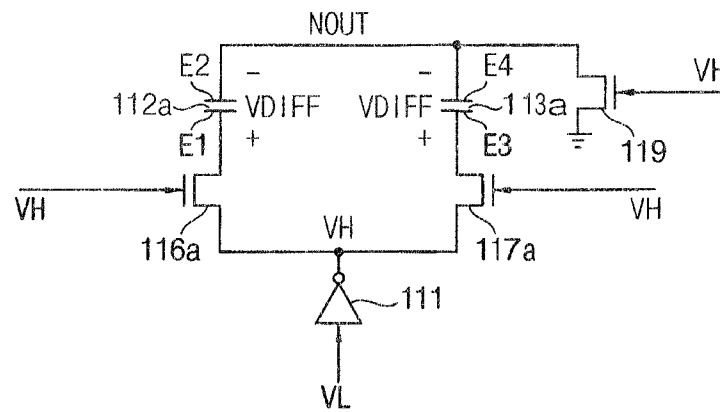 NOUT
E2
112a
E1
-
VDIFF
+
-
VDIFF
+
E4
113a
E3
VH
119
VH
116a
VH
117a
VH
111
VL